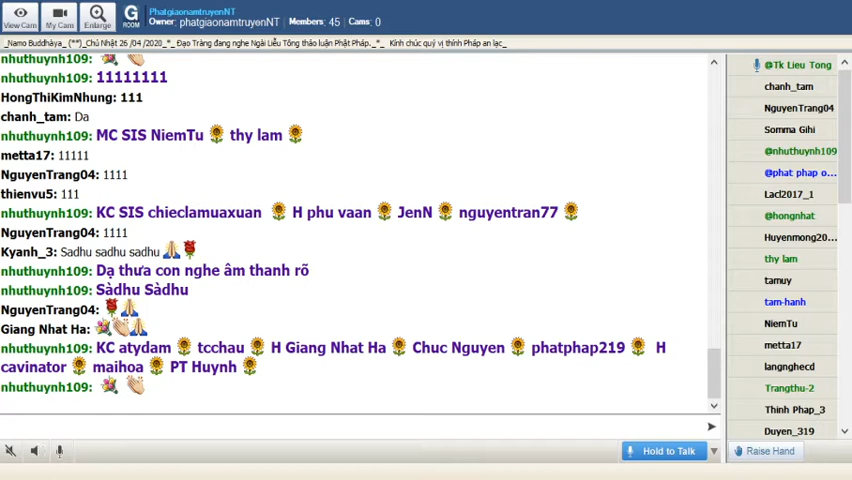 View Cam
My Cam
Enlarge
G
ROOM
PhatgiaonamtruyenNT
Owner: phatgiaonamtruyenNT | Members: 45 | Cams: 0
_Namo Buddhàya_ (**)_Chủ Nhật 26 /04 /2020_*_ Đạo Tràng đang nghe Ngài Liễu Tông thảo luận Phật Pháp._*_ Kính chúc quý vị thính Pháp an lạc_
nhuthuynh109:
nhuthuynh109: 11111111
HongThiKimNhung: 111
chanh_tam: Da
nhuthuynh109: MC SIS NiemTu 🌻 thy lam 🌻
metta17: 11111
NguyenTrang04: 1111
thienvu5: 111
nhuthuynh109: KC SIS chieclamuaxuan 🌻 H phu vaan 🌻 JenN 🌻 nguyentran77 🌻
NguyenTrang04: 1111
Kyanh_3: Sadhu sadhu sadhu 🙏🌹
nhuthuynh109: Dạ thưa con nghe âm thanh rõ
nhuthuynh109: Sàdhu Sàdhu
NguyenTrang04: 🌹🙏
Giang Nhat Ha: 💐👏🙏
nhuthuynh109: KC atydam 🌻 tcchau 🌻 H Giang Nhat Ha 🌻 Chuc Nguyen 🌻 phatphap219 🌻 H
cavinator 🌻 maihoa 🌻 PT Huynh 🌻
nhuthuynh109: 💐 👏
@Tk Lieu Tong
chanh_tam
NguyenTrang04
Somma Gihi
@nhuthuynh109
@phat phap o...
Lacl2017_1
@hongnhat
Huyenmong20...
thy lam
tamuy
tam-hanh
NiemTu
metta17
langnghecd
Trangthu-2
Thinh Phap_3
Duyen_319
Hold to Talk
Raise Hand